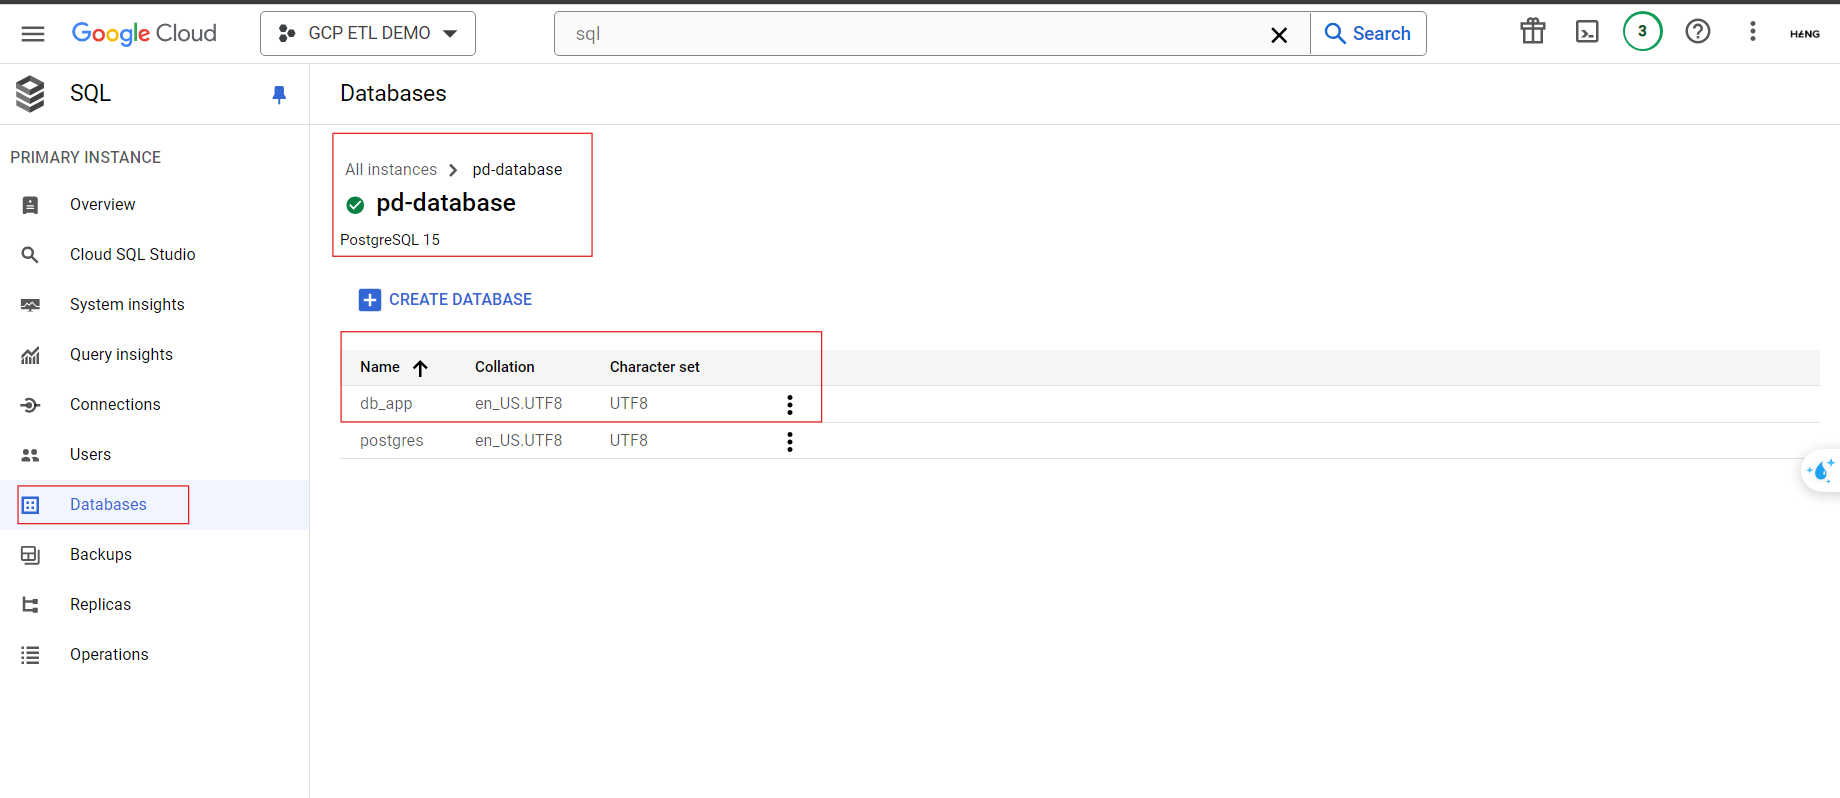 Google Cloud
GCP ETL DEMO
sql
Search
3
HENG
SQL
Databases
PRIMARY INSTANCE
Overview
Cloud SQL Studio
System insights
Query insights
Connections
Users
Databases
Backups
Replicas
Operations
All instances pd-database
pd-database
PostgreSQL 15
CREATE DATABASE
Name Collation Character set
db_app en_US.UTF8 UTF8
postgres en_US.UTF8 UTF8